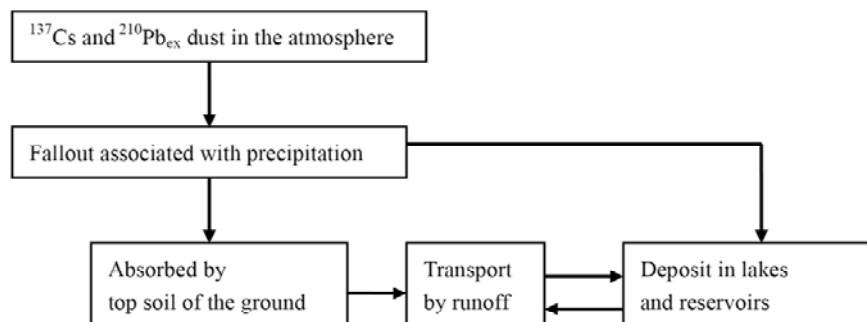 ¹³⁷Cs and ²¹⁰Pbₑₓ dust in the atmosphere
Fallout associated with precipitation
Absorbed by
top soil of the ground
Transport
by runoff
Deposit in lakes
and reservoirs